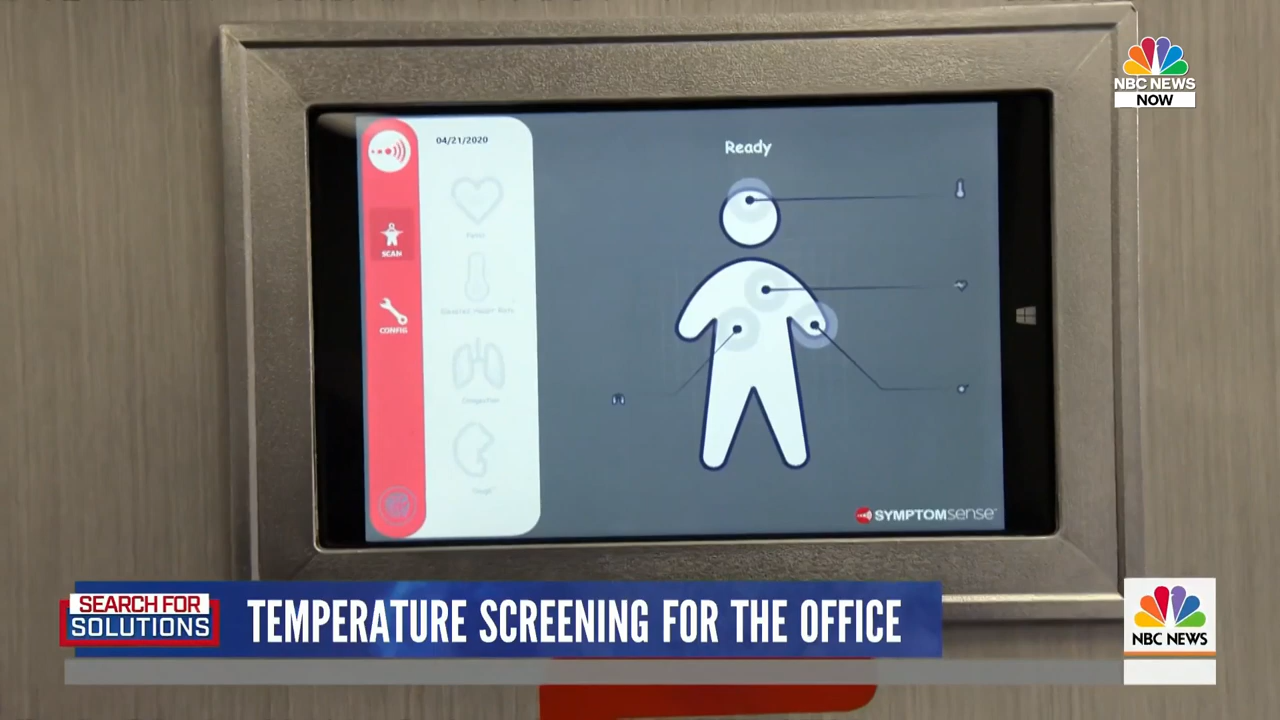 NBC NEWS
NOW
04/21/2020
Ready
SCAN
CONFIG
Congestion
SYMPTOMSENSE
SEARCH FOR
SOLUTIONS
TEMPERATURE SCREENING FOR THE OFFICE
NBC NEWS